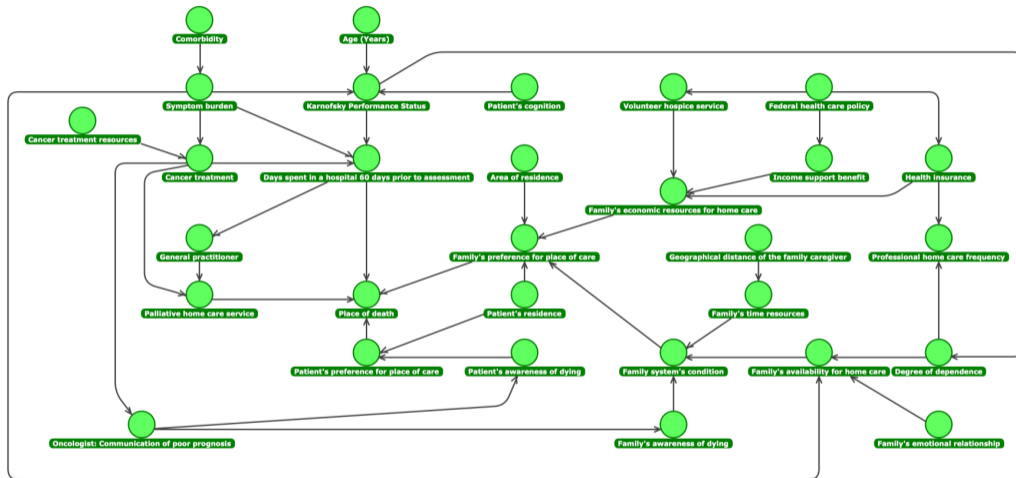 Comorbidity
Age (Years)
Symptom burden
Karnofsky Performance Status
Patient's cognition
Volunteer hospice service
Federal health care policy
Cancer treatment resources
Cancer treatment
Days spent in a hospital 60 days prior to assessment
Area of residence
Income support benefit
Health insurance
Family's economic resources for home care
General practitioner
Family's preference for place of care
Geographical distance of the family caregiver
Professional home care frequency
Palliative home care service
Place of death
Patient's residence
Family's time resources
Patient's preference for place of care
Patient's awareness of dying
Family system's condition
Family's availability for home care
Degree of dependence
Oncologist: Communication of poor prognosis
Family's awareness of dying
Family's emotional relationship